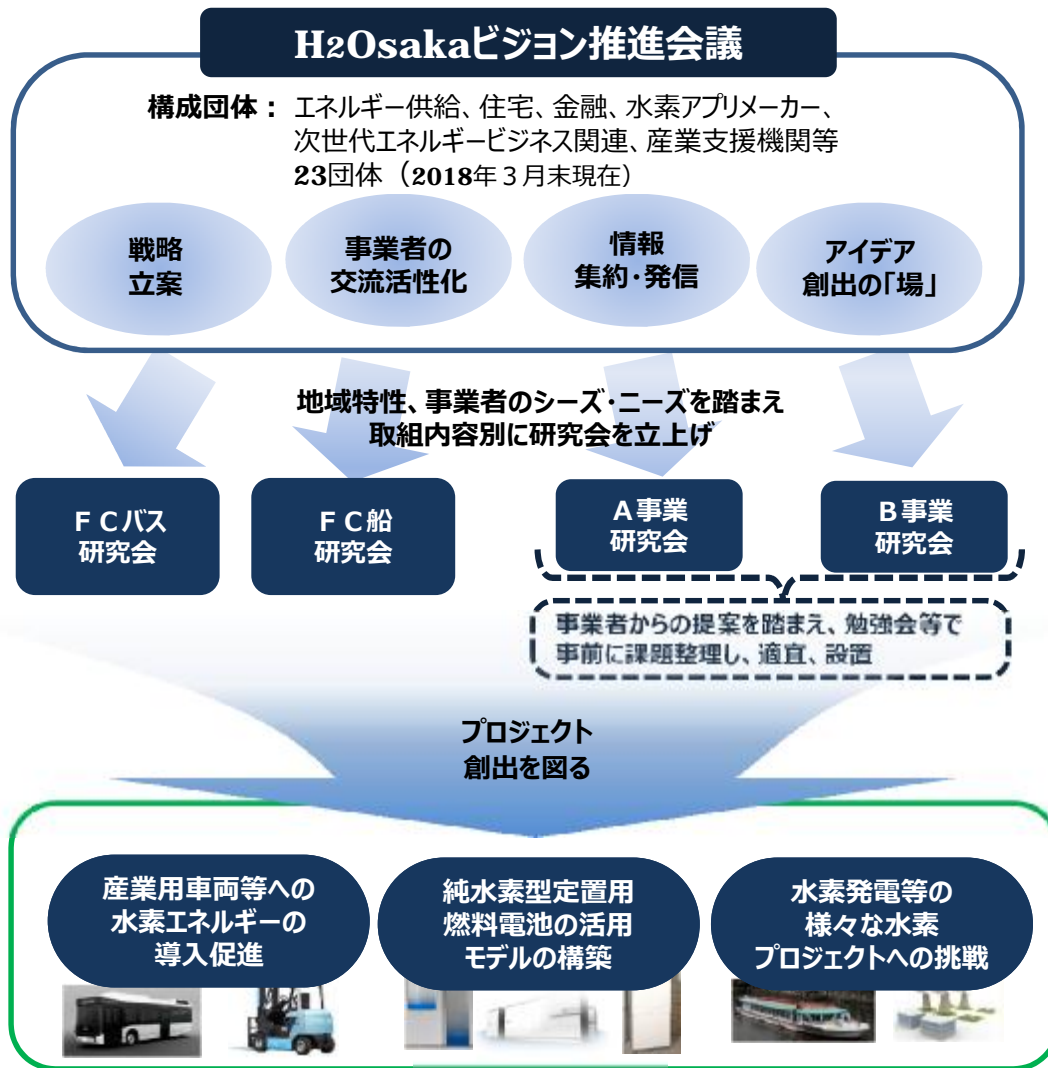 H2Osakaビジョン推進会議
構成団体： エネルギー供給、住宅、金融、水素アプリメーカー、
次世代エネルギービジネス関連、産業支援機関等
23団体（2018年３月末現在）
戦略
立案
事業者の
交流活性化
情報
集約・発信
アイデア
創出の「場」
地域特性、事業者のシーズ・ニーズを踏まえ
取組内容別に研究会を立上げ
ＦＣバス
研究会
ＦＣ船
研究会
Ａ事業
研究会
Ｂ事業
研究会
事業者からの提案を踏まえ、勉強会等で
事前に課題整理し、適宜、設置
プロジェクト
創出を図る
産業用車両等への
水素エネルギーの
導入促進
純水素型定置用
燃料電池の活用
モデルの構築
水素発電等の
様々な水素
プロジェクトへの挑戦